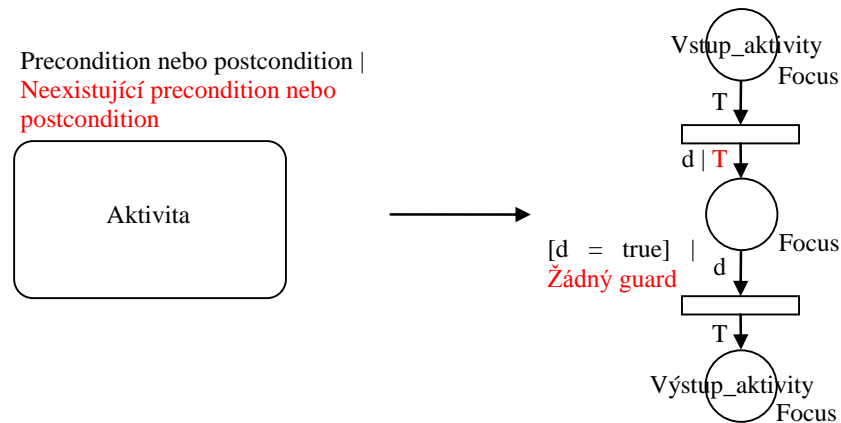 Precondition nebo postcondition |
Neexistující precondition nebo
postcondition
Aktivita
Vstup_aktivity
Focus
T
d | T
Focus
[d = true] |
Žádný guard
d
T
Výstup_aktivity
Focus